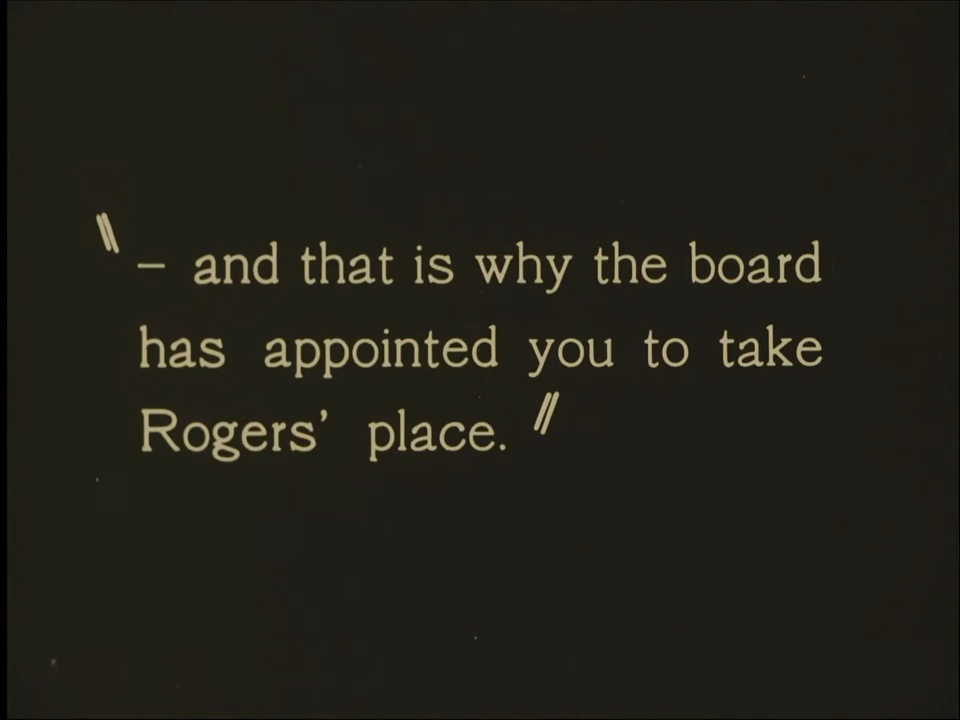 "– and that is why the board
has appointed you to take
Rogers’ place."